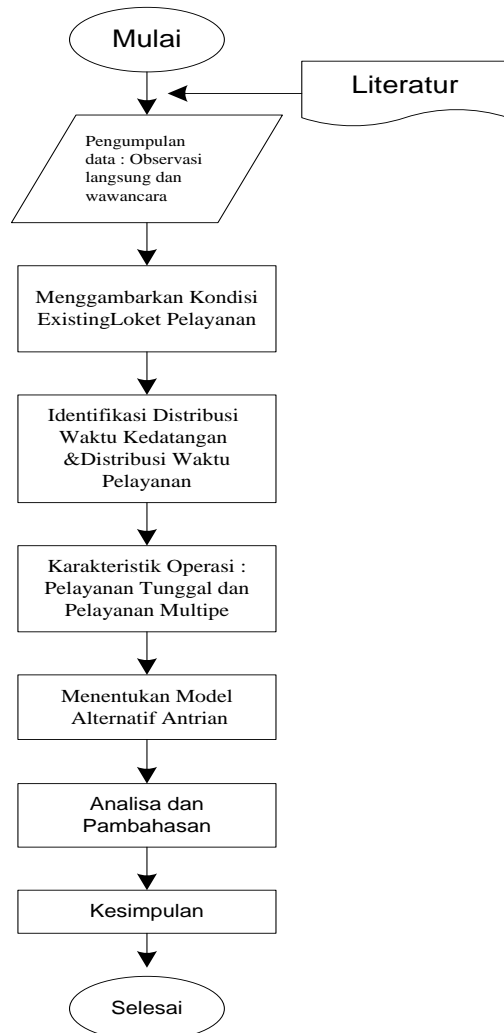 Mulai
Literatur
Pengumpulan
data : Observasi
langsung dan
wawancara
Menggambarkan Kondisi
ExistingLoket Pelayanan
Identifikasi Distribusi
Waktu Kedatangan
&Distribusi Waktu
Pelayanan
Karakteristik Operasi :
Pelayanan Tunggal dan
Pelayanan Multipe
Menentukan Model
Alternatif Antrian
Analisa dan
Pambahasan
Kesimpulan
Selesai